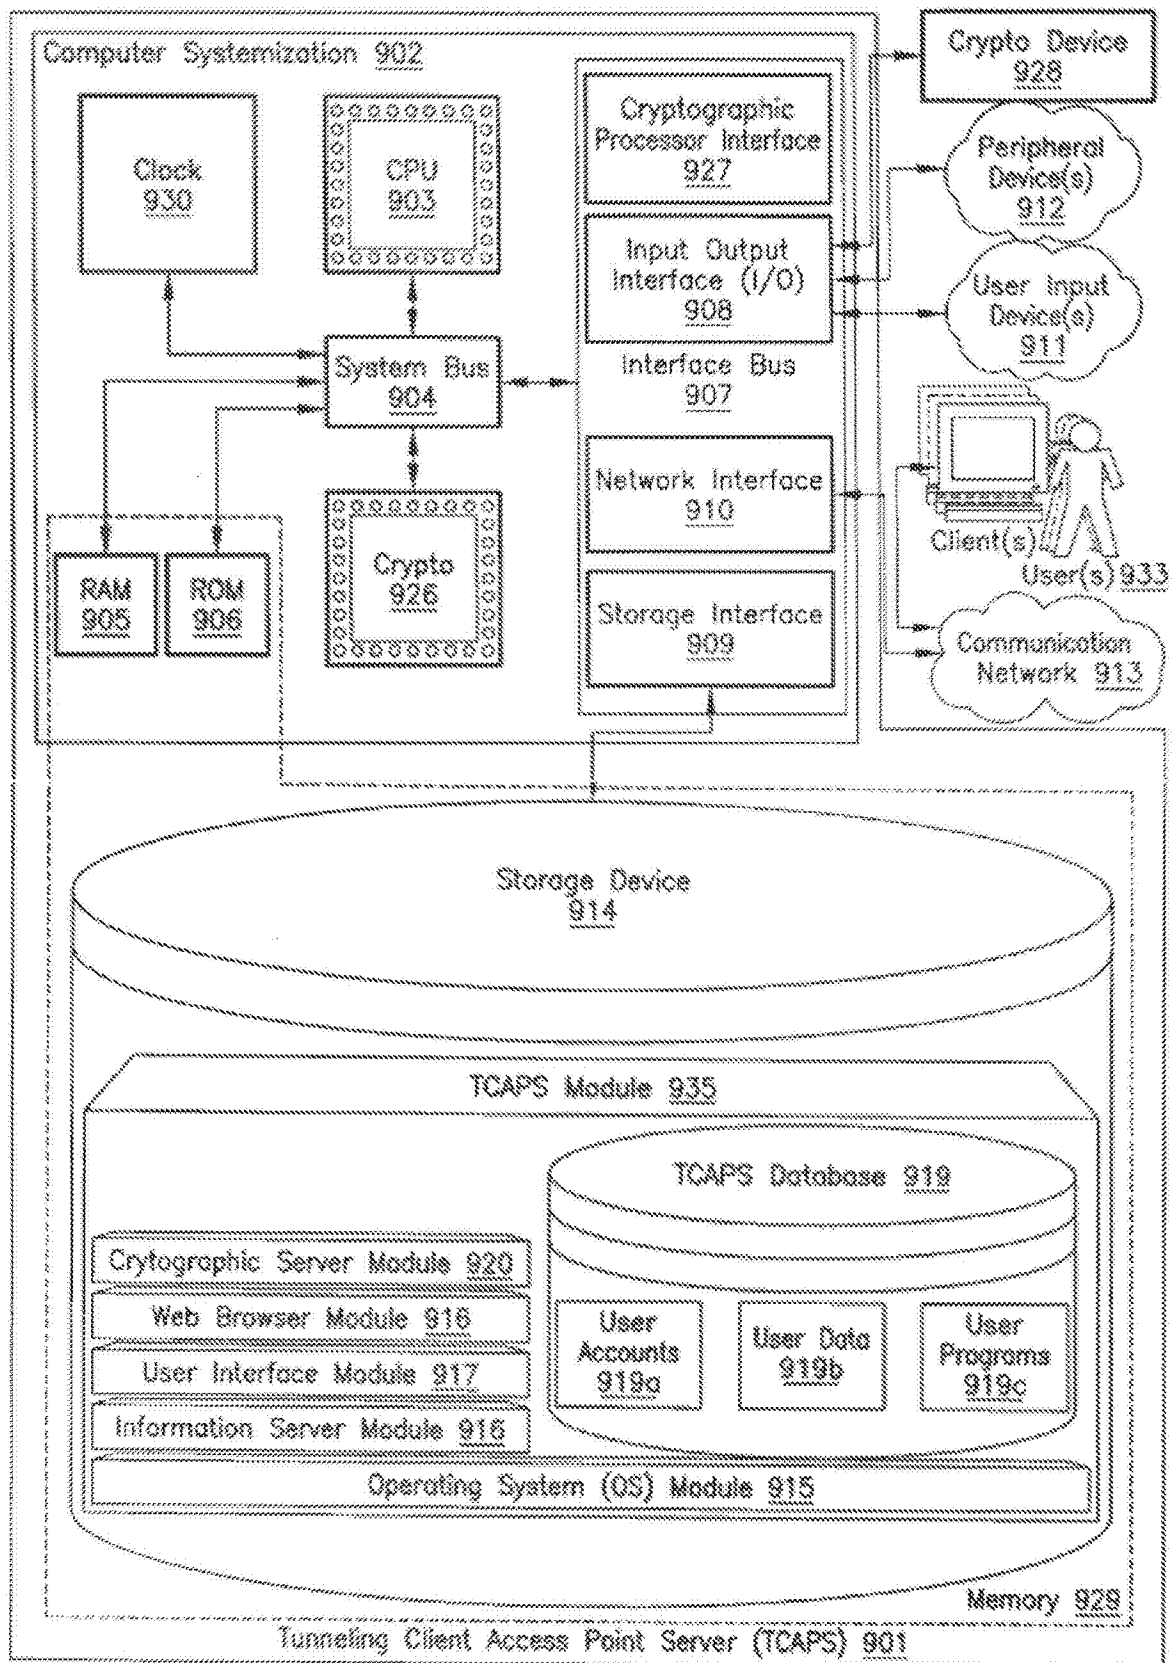 Computer Systemization 902
Clock
930
CPU
903
System Bus
904
RAM
905
ROM
906
Crypto
926
Cryptographic
Processor Interface
927
Input Output
Interface (I/O)
908
Interface Bus
907
Network Interface
910
Storage Interface
909
Crypto Device
928
Peripheral
Device(s)
912
User Input
Device(s)
911
Client(s)
User(s) 933
Communication
Network 913
Storage Device
914
TCAPS Module 935
TCAPS Database 919
Crytographic Server Module 920
Web Browser Module 916
User Interface Module 917
Information Server Module 916
User
Accounts
919a
User Data
919b
User
Programs
919c
Operating System (OS) Module 915
Memory 929
Tunneling Client Access Point Server (TCAPS) 901